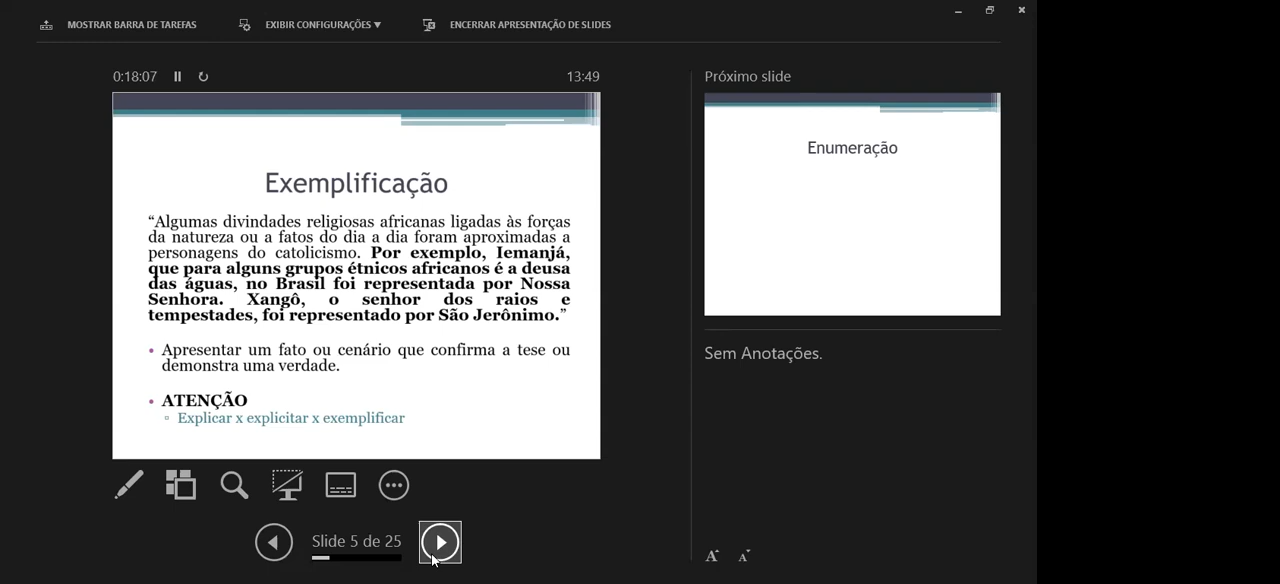 MOSTRAR BARRA DE TAREFAS
EXIBIR CONFIGURAÇÕES ▼
ENCERRAR APRESENTAÇÃO DE SLIDES
0:18:07
13:49
Exemplificação
“Algumas divindades religiosas africanas ligadas às forças
da natureza ou a fatos do dia a dia foram aproximadas a
personagens do catolicismo. Por exemplo, Iemanjá,
que para alguns grupos étnicos africanos é a deusa
das águas, no Brasil foi representada por Nossa
Senhora. Xangô, o senhor dos raios e
tempestades, foi representado por São Jerônimo.”
• Apresentar um fato ou cenário que confirma a tese ou
demonstra uma verdade.
• ATENÇÃO
▫ Explicar x explicitar x exemplificar
Slide 5 de 25
Próximo slide
Enumeração
Sem Anotações.
A A